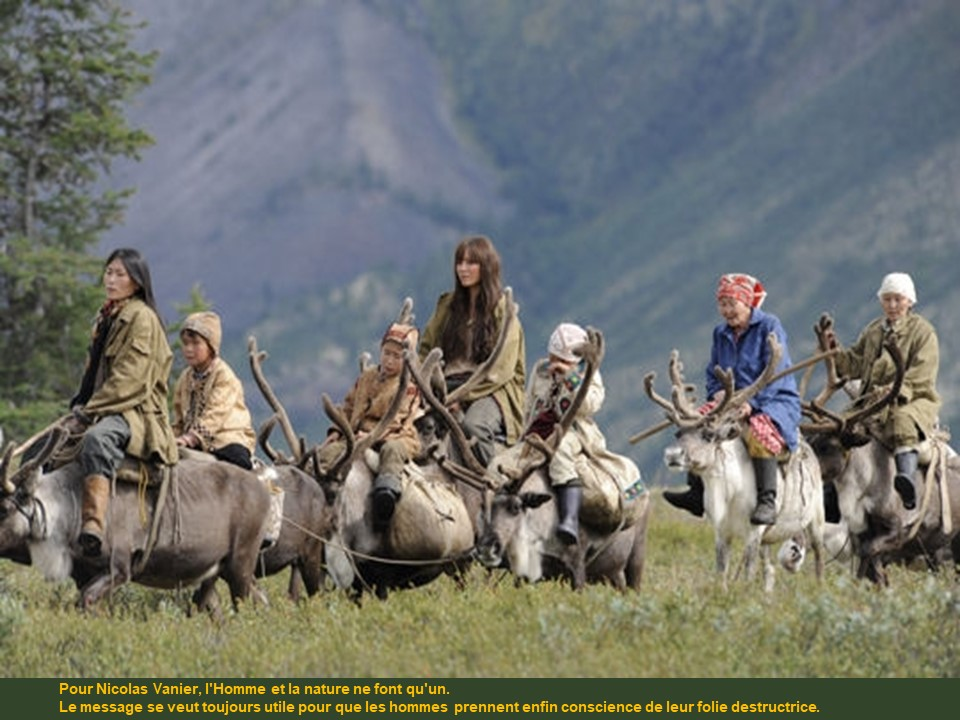 Pour Nicolas Vanier, l'Homme et la nature ne font qu'un.
Le message se veut toujours utile pour que les hommes prennent enfin conscience de leur folie destructrice.